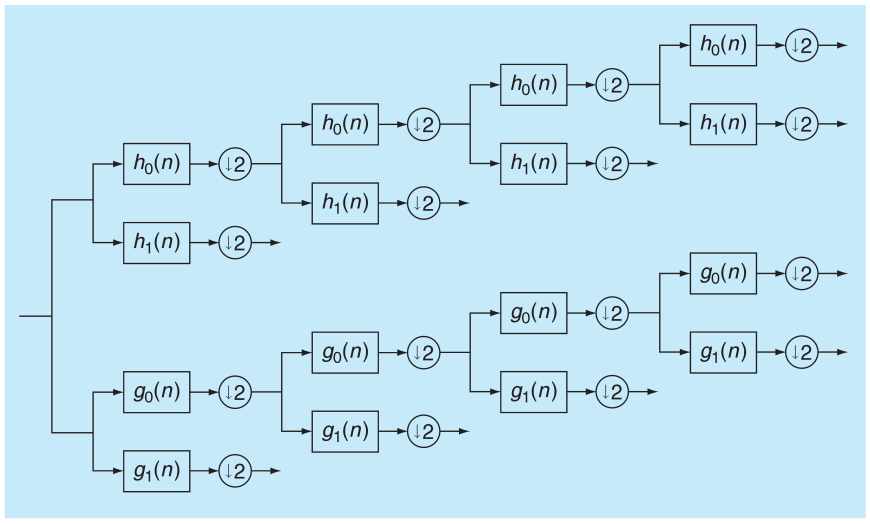 h0(n) ↓2
h0(n) ↓2
h1(n) ↓2
h0(n) ↓2
h1(n) ↓2
h0(n) ↓2
h1(n) ↓2
h1(n) ↓2
g0(n) ↓2
g0(n) ↓2
g0(n) ↓2
g1(n) ↓2
g0(n) ↓2
g1(n) ↓2
g1(n) ↓2
g1(n) ↓2